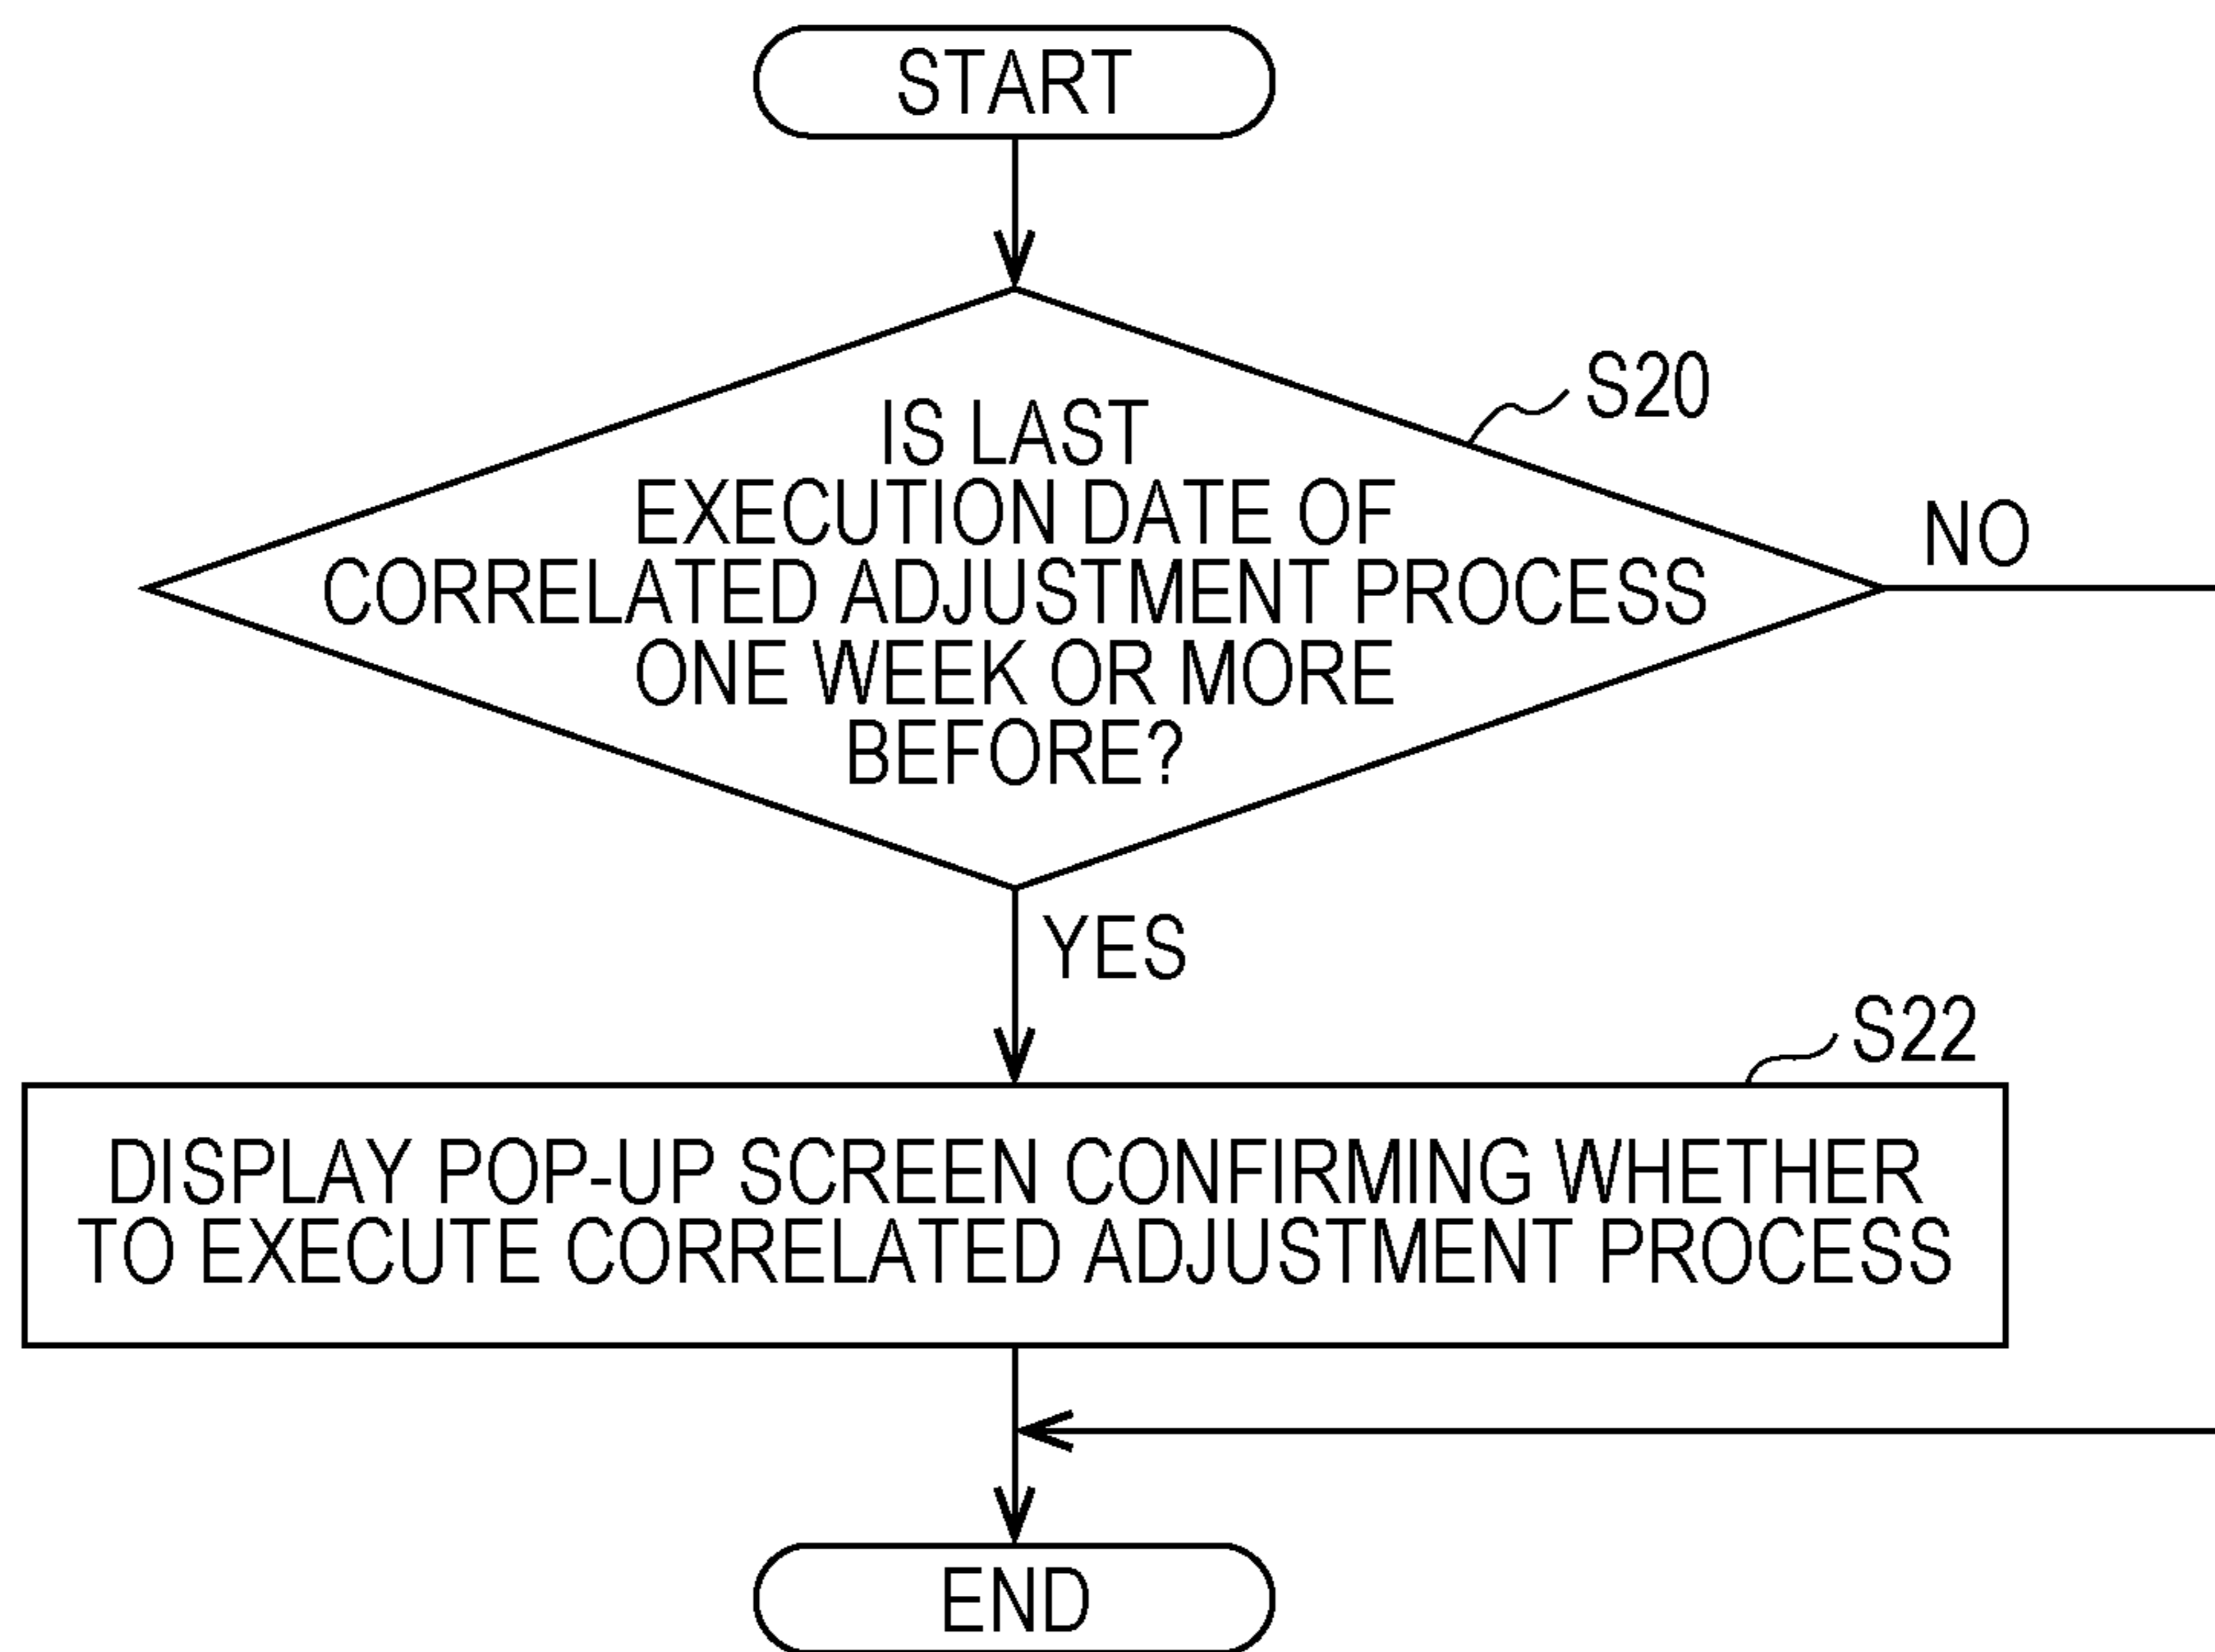 START
S20
IS LAST
EXECUTION DATE OF
CORRELATED ADJUSTMENT PROCESS
ONE WEEK OR MORE
BEFORE?
NO
YES
S22
DISPLAY POP-UP SCREEN CONFIRMING WHETHER
TO EXECUTE CORRELATED ADJUSTMENT PROCESS
END